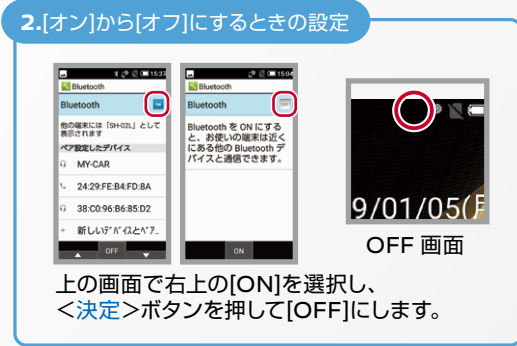 2.[オン]から[オフ]にするときの設定
15:37
Bluetooth
Bluetooth
他の端末には「SH-02L」として
表示されます
ペア設定したデバイス
MY-CAR
24:29:FE:B4:FD:8A
38:C0:96:B6:85:D2
+ 新しいデバイスとペア..
OFF
15:04
Bluetooth
Bluetooth
Bluetooth を ON にする
と、お使いの端末は近く
にある他の Bluetooth デ
バイスと通信できます。
ON
9/01/05(月
OFF 画面
上の画面で右上の[ON]を選択し、
＜決定＞ボタンを押して[OFF]にします。